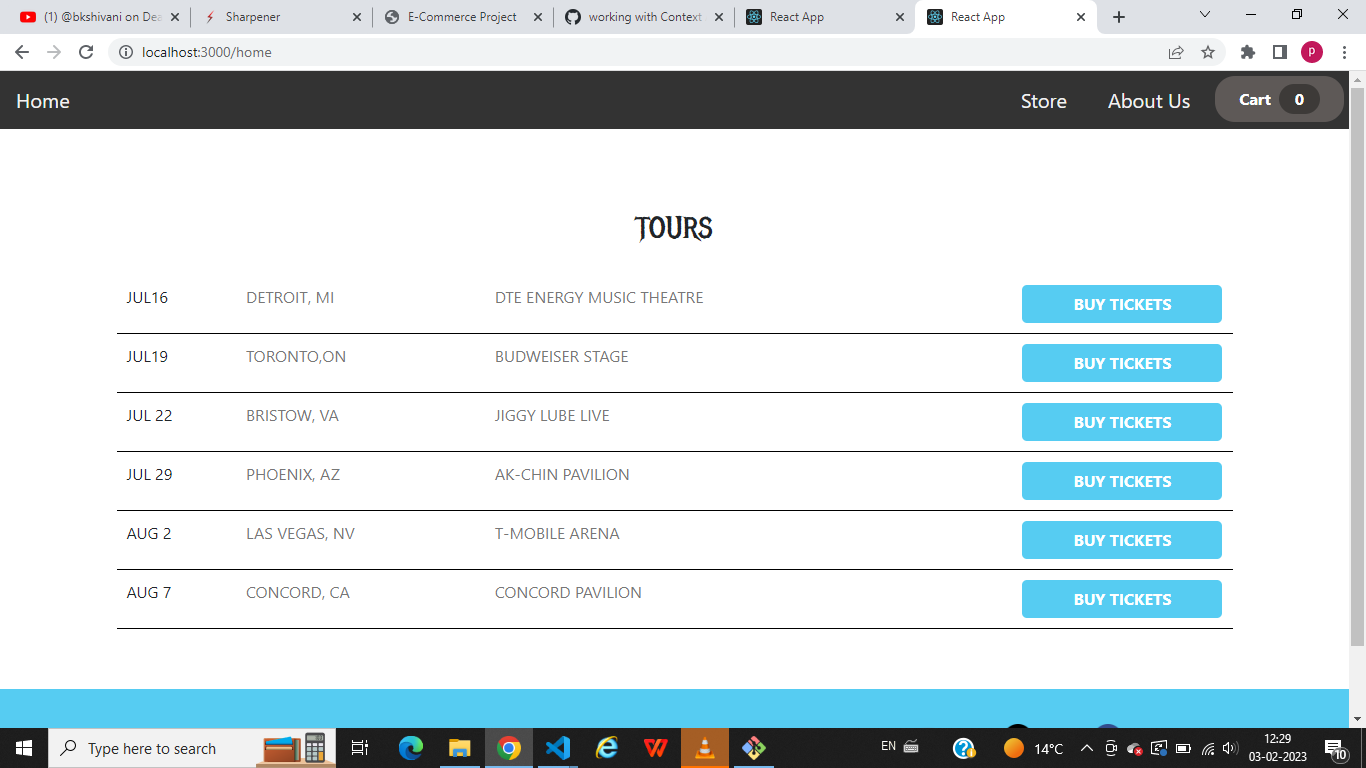 (1) @bkshivani on Dea
Sharpener
E-Commerce Project
working with Context
React App
React App
localhost:3000/home
P
Home
Store
About Us
Cart 0
TOURS
JUL16 DETROIT, MI DTE ENERGY MUSIC THEATRE BUY TICKETS
JUL19 TORONTO,ON BUDWEISER STAGE BUY TICKETS
JUL 22 BRISTOW, VA JIGGY LUBE LIVE BUY TICKETS
JUL 29 PHOENIX, AZ AK-CHIN PAVILION BUY TICKETS
AUG 2 LAS VEGAS, NV T-MOBILE ARENA BUY TICKETS
AUG 7 CONCORD, CA CONCORD PAVILION BUY TICKETS
Type here to search
EN
14°C
12:29
03-02-2023
10